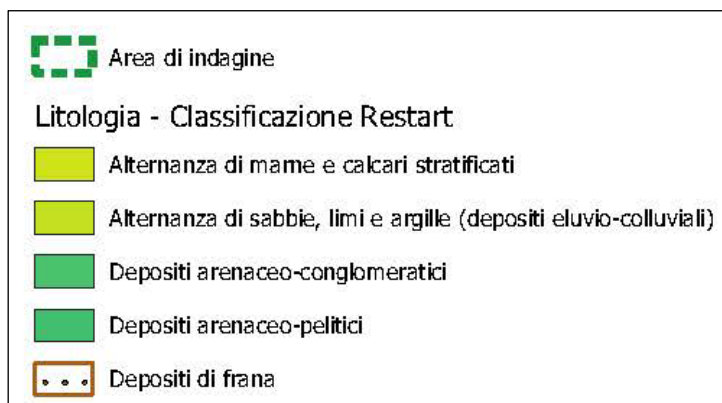 Area di indagine
Litologia - Classificazione Restart
Alternanza di marne e calcari stratificati
Alternanza di sabbie, limi e argille (depositi eluvio-colluviali)
Depositi arenaceo-conglomeratici
Depositi arenaceo-pelitici
Depositi di frana